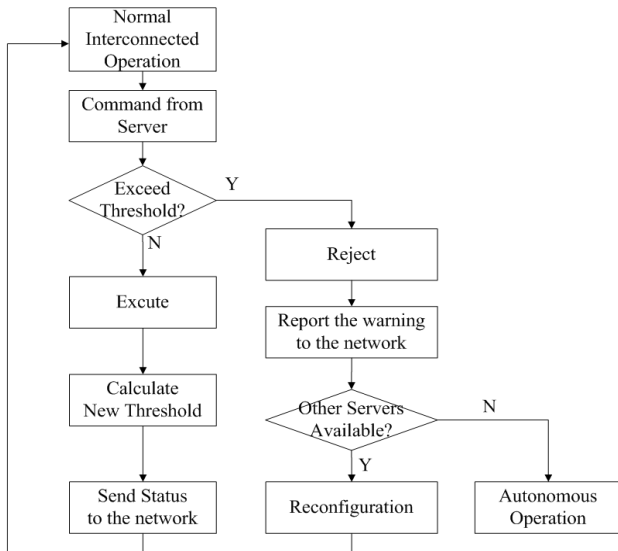 Normal
Interconnected
Operation
Command from
Server
Exceed
Threshold?
Y
N
Reject
Excute
Report the warning
to the network
Calculate
New Threshold
Other Servers
Available?
N
Y
Send Status
to the network
Reconfiguration
Autonomous
Operation